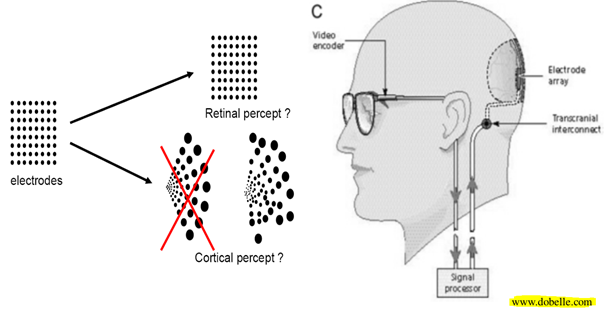 electrodes
Retinal percept ?
Cortical percept ?
C
Video
encoder
Electrode
array
Transcranial
interconnect
Signal
processor
www.dobelle.com